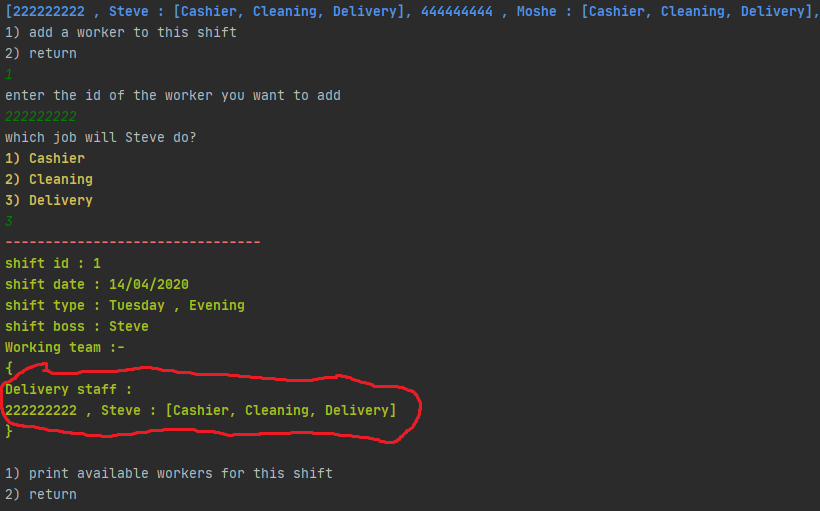 [222222222 , Steve : [Cashier, Cleaning, Delivery], 444444444 , Moshe : [Cashier, Cleaning, Delivery],
1) add a worker to this shift
2) return
1
enter the id of the worker you want to add
222222222
which job will Steve do?
1) Cashier
2) Cleaning
3) Delivery
3
--------------------------------
shift id : 1
shift date : 14/04/2020
shift type : Tuesday , Evening
shift boss : Steve
Working team :-
{
Delivery staff :
222222222 , Steve : [Cashier, Cleaning, Delivery]
}
1) print available workers for this shift
2) return